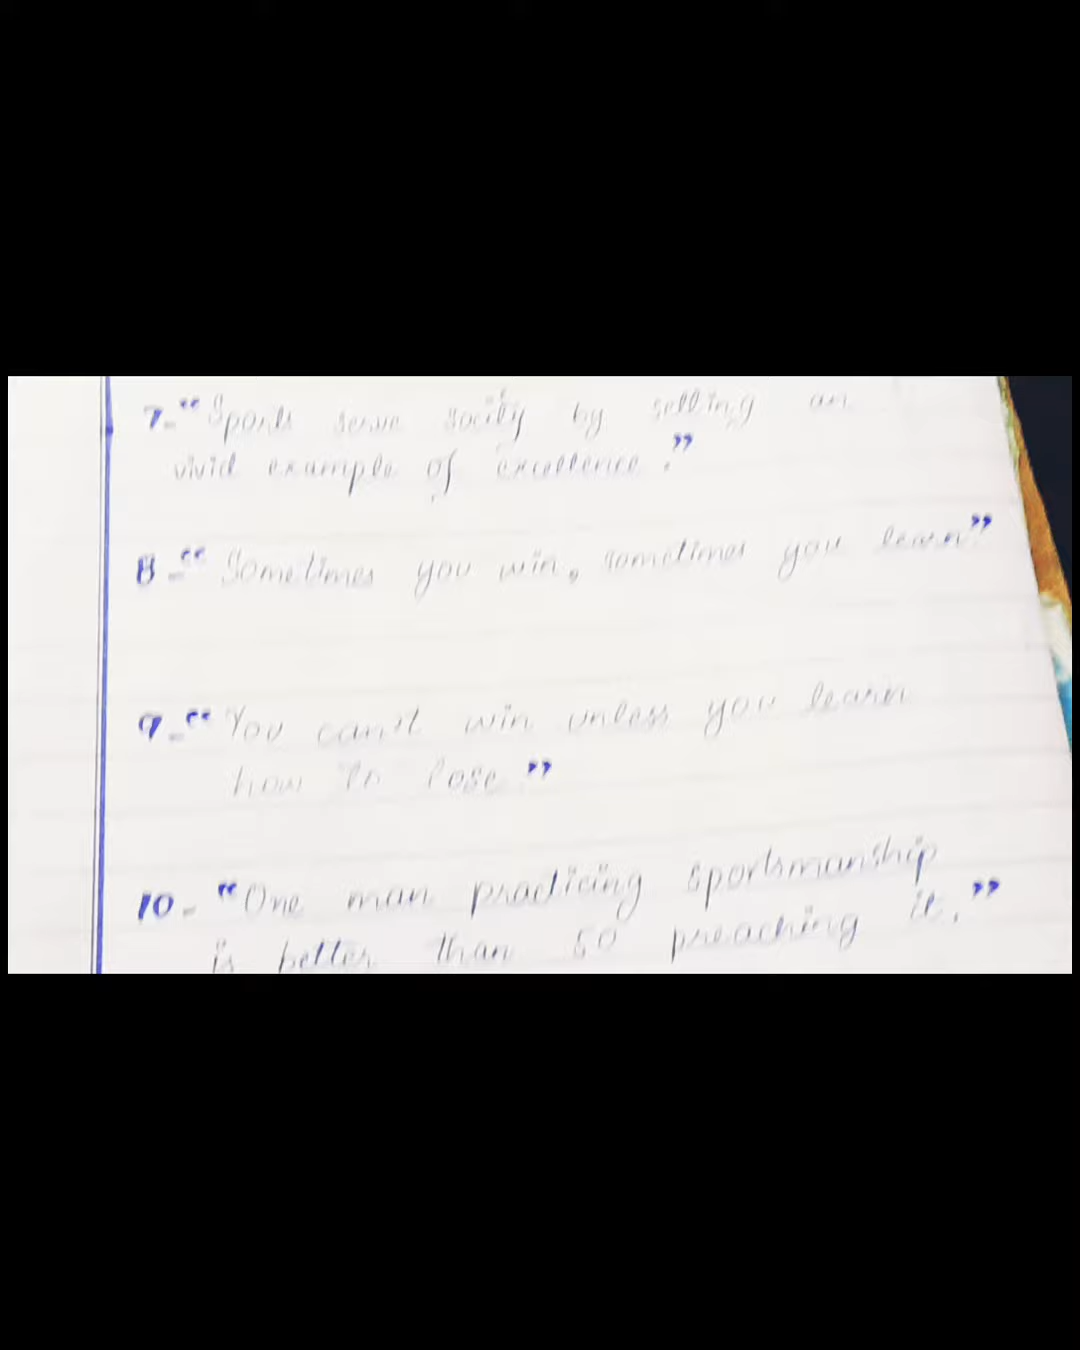 7-"Sports serve socity by setting an
vivid example of excellence."
8-"Sometimes you win, sometimes you learn"
9-"You can't win unless you learn
how to lose."
10-"One man practicing sportsmanship
is better than 50 preaching it."